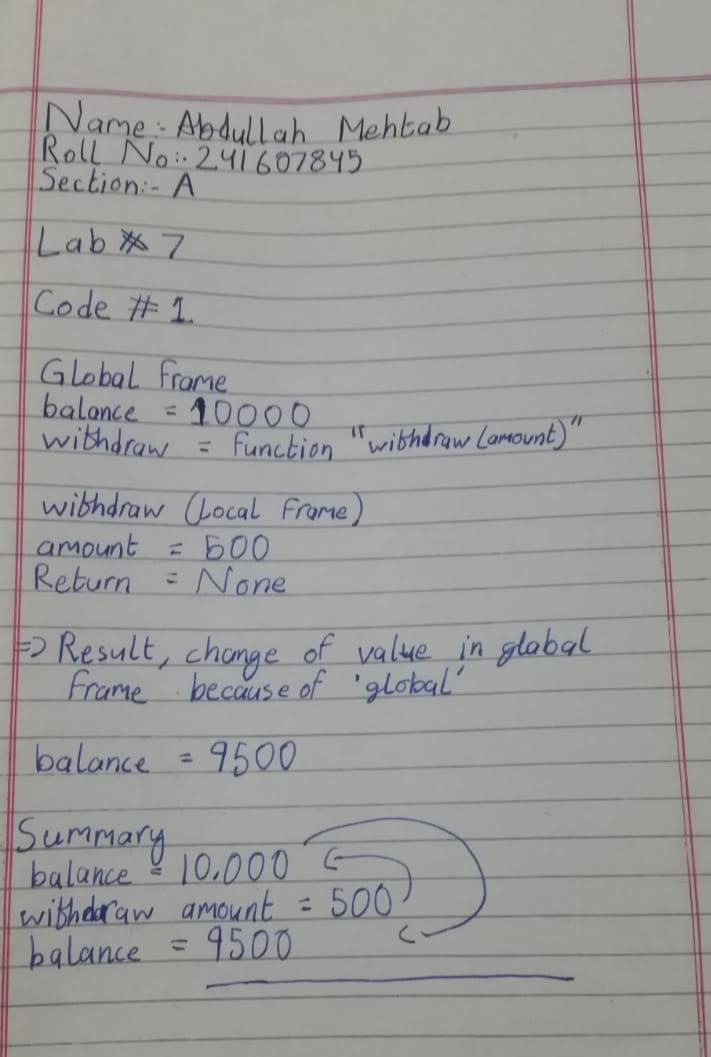 Name:- Abdullah Mehtab
Roll No:- 241607845
Section:- A
Lab # 7
Code # 1
Global Frame
balance = 10000
withdraw = function "withdraw (amount)"
withdraw (Local Frame)
amount = 500
Return = None
=> Result, change of value in glabal
Frame because of 'global'
balance = 9500
Summary
balance = 10,000
withdraw amount = 500
balance = 9500